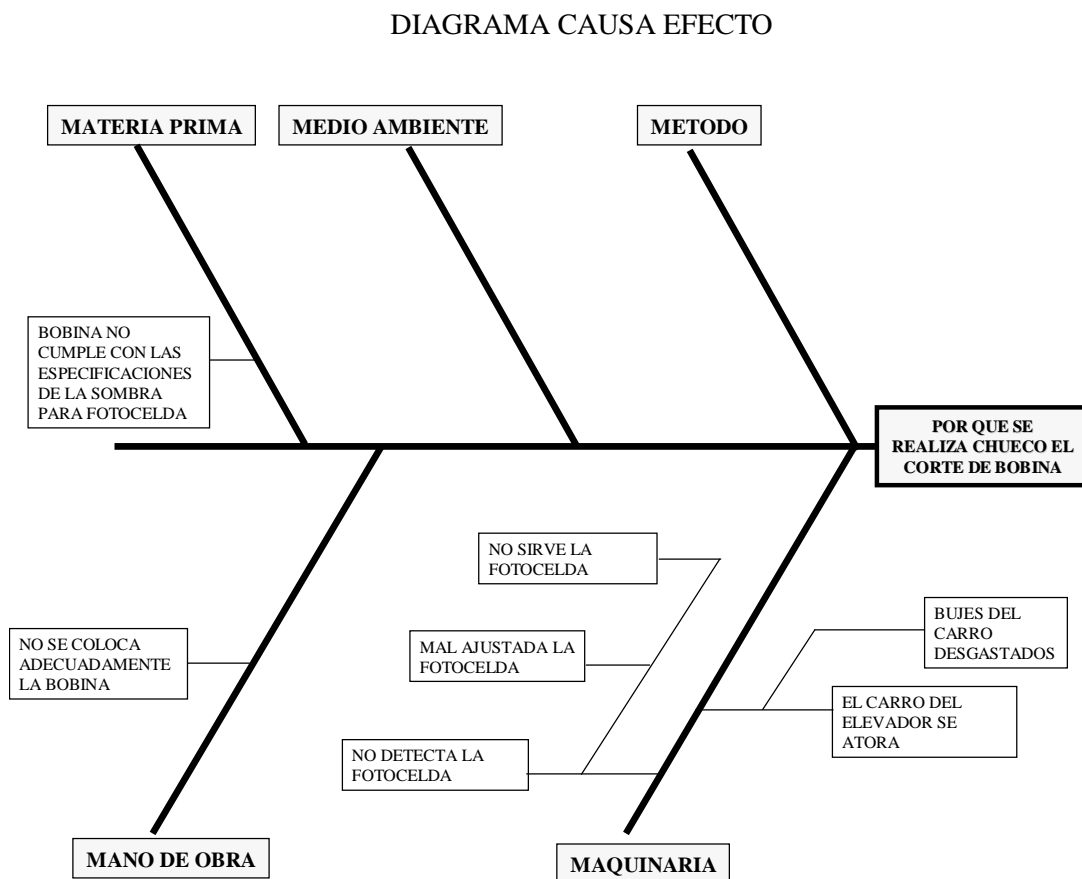 DIAGRAMA CAUSA EFECTO
MATERIA PRIMA
MEDIO AMBIENTE
METODO
BOBINA NO
CUMPLE CON LAS
ESPECIFICACIONES
DE LA SOMBRA
PARA FOTOCELDA
POR QUE SE
REALIZA CHUECO EL
CORTE DE BOBINA
NO SIRVE LA
FOTOCELDA
BUJES DEL
CARRO
DESGASTADOS
NO SE COLOCA
ADECUADAMENTE
LA BOBINA
MAL AJUSTADA LA
FOTOCELDA
EL CARRO DEL
ELEVADOR SE
ATORA
NO DETECTA LA
FOTOCELDA
MANO DE OBRA
MAQUINARIA